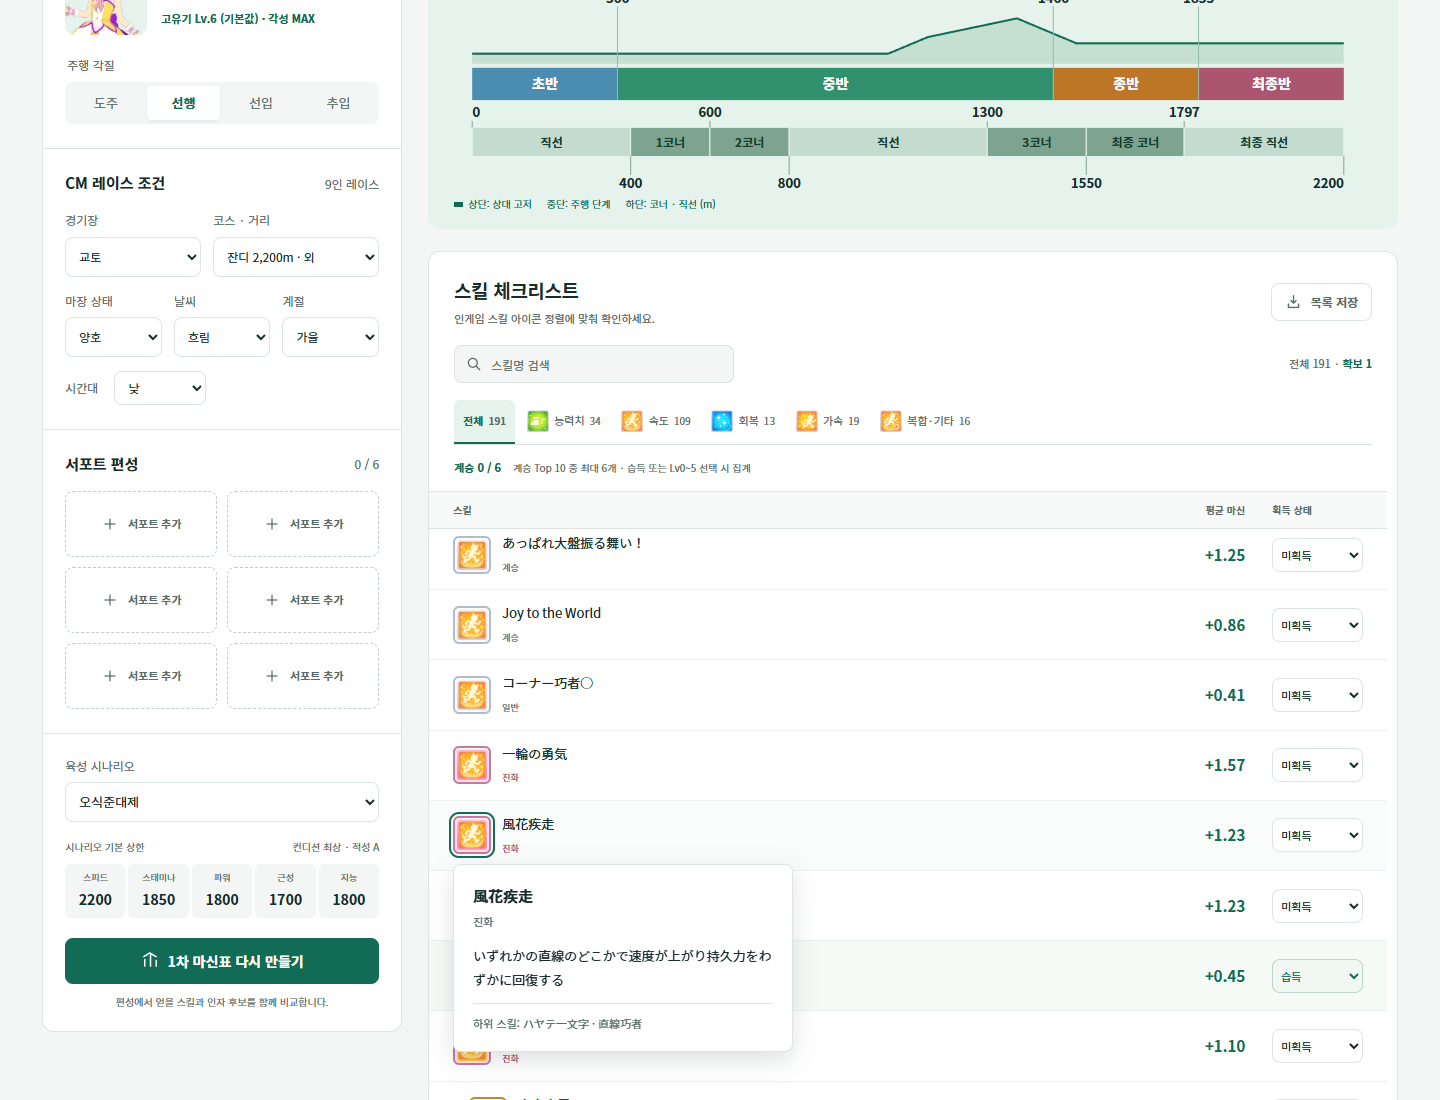 고유기 Lv.6 (기본값) · 각성 MAX
주행 각질
도주 선행 선입 추입
CM 레이스 조건 9인 레이스
경기장 코스 · 거리
교토 잔디 2,200m · 외
마장 상태 날씨 계절
양호 흐림 가을
시간대 낮
서포트 편성 0 / 6
서포트 추가 서포트 추가
서포트 추가 서포트 추가
서포트 추가 서포트 추가
육성 시나리오
오식준대제
시나리오 기본 상한 컨디션 최상 · 적성 A
스피드 스태미나 파워 근성 지능
2200 1850 1800 1700 1800
1차 마신표 다시 만들기
편성에서 얻을 스킬과 인자 후보를 함께 비교합니다.
초반 중반 종반 최종반
0 600 1300 1797
직선 1코너 2코너 직선 3코너 최종 코너 최종 직선
400 800 1550 2200
상단: 상대 고저 중단: 주행 단계 하단: 코너 · 직선 (m)
스킬 체크리스트
인게임 스킬 아이콘 정렬에 맞춰 확인하세요.
목록 저장
스킬명 검색
전체 191 · 확보 1
전체 191 능력치 34 속도 109 회복 13 가속 19 복합·기타 16
계승 0 / 6 계승 Top 10 중 최대 6개 · 습득 또는 Lv0~5 선택 시 집계
스킬 평균 마신 획득 상태
あっぱれ大盤振る舞い！
계승
+1.25 미획득
Joy to the World
계승
+0.86 미획득
コーナー巧者○
일반
+0.41 미획득
一輪の勇気
진화
+1.57 미획득
風花疾走
진화
+1.23 미획득
風花疾走
진화
いずれかの直線のどこかで速度が上がり持久力をわ
ずかに回復する
하위 스킬: ハヤテ一文字 · 直線巧者
+1.23 미획득
+0.45 습득
진화
+1.10 미획득